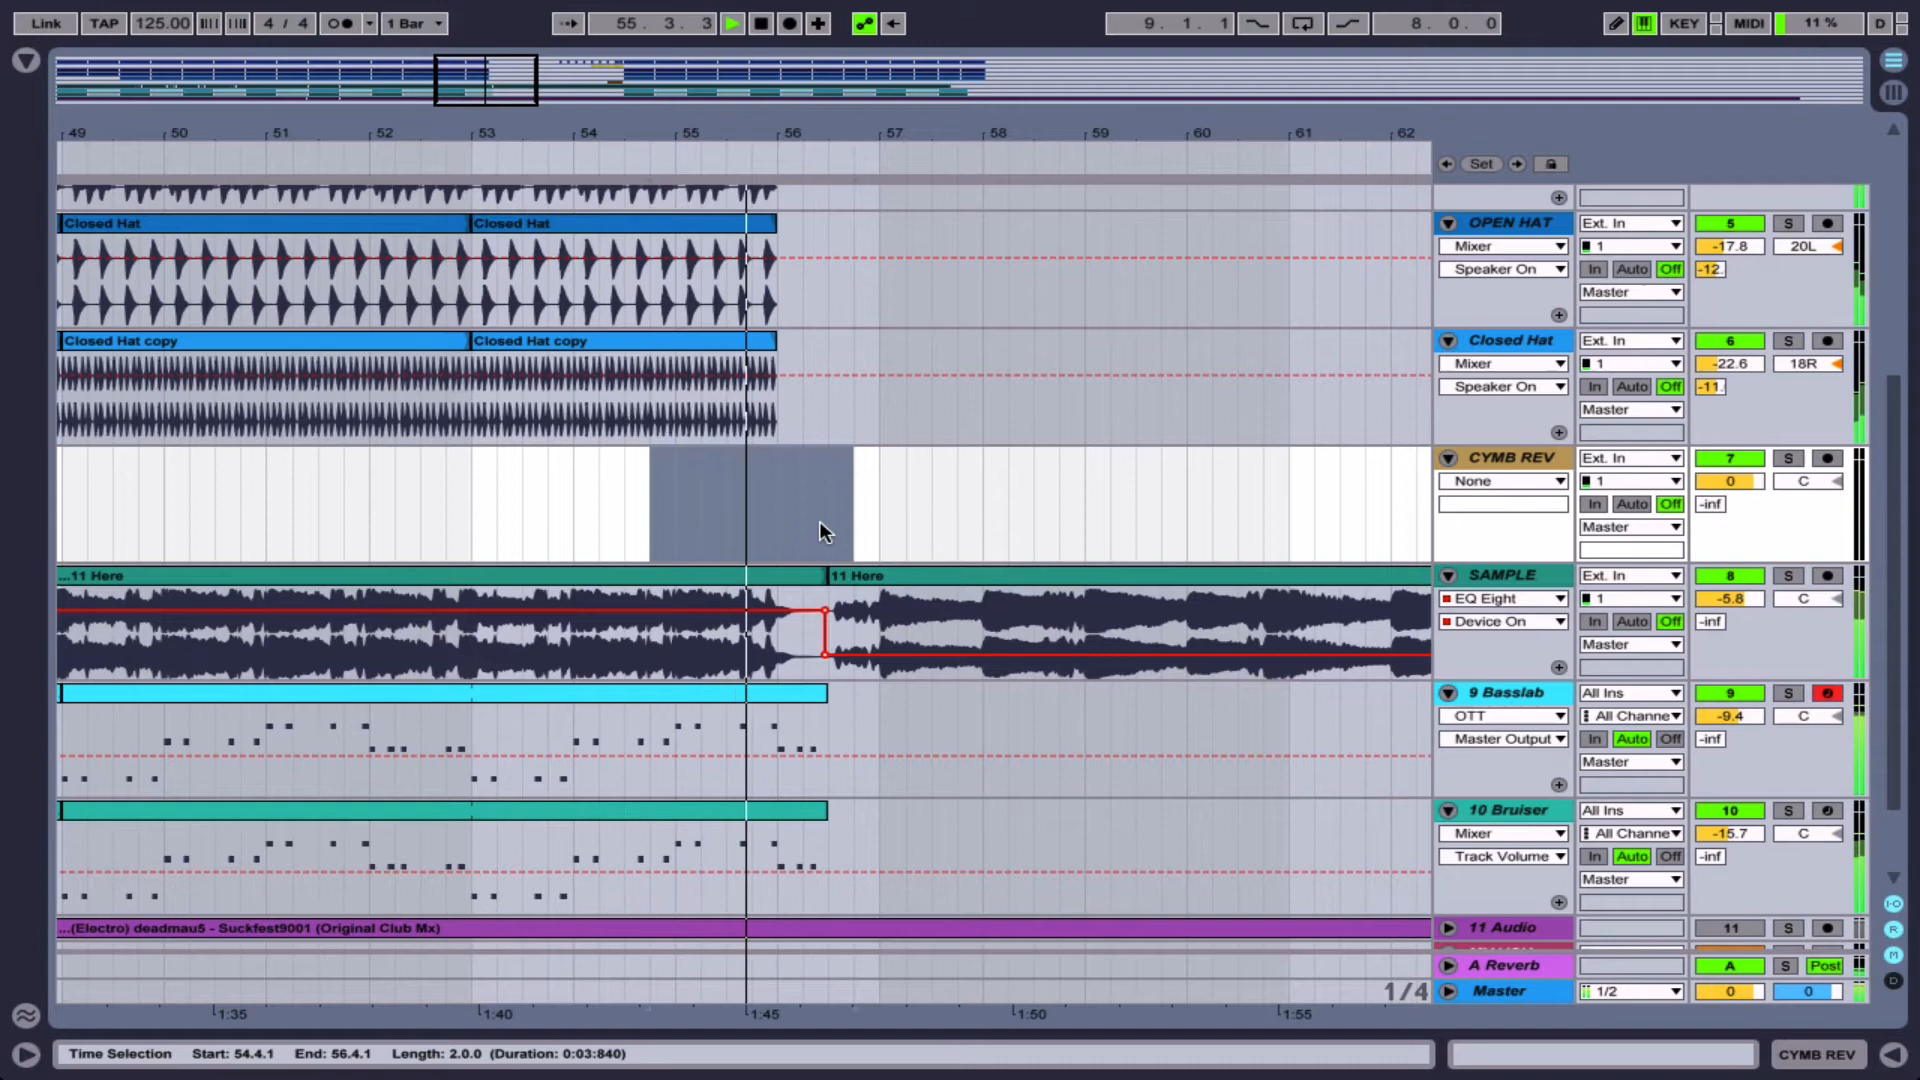 Link TAP 125.00 4 / 4 1 Bar 55. 3. 3 9. 1. 1 8. 0. 0 KEY MIDI 11 % D
49 50 51 52 53 54 55 56 57 58 59 60 61 62
Set
Closed Hat Closed Hat OPEN HAT Ext. In 5 S
Mixer 1 -17.8 20L
Speaker On In Auto Off -12.
Master
Closed Hat copy Closed Hat copy Closed Hat Ext. In 6 S
Mixer 1 -22.6 18R
Speaker On In Auto Off -11.
Master
CYMB REV Ext. In 7 S
None 1 0 C
In Auto Off -inf
Master
...11 Here 11 Here SAMPLE Ext. In 8 S
EQ Eight 1 -5.8 C
Device On In Auto Off -inf
Master
9 Basslab All Ins 9 S
OTT All Channe -9.4 C
Master Output In Auto Off -inf
Master
10 Bruiser All Ins 10 S
Mixer All Channe -15.7 C
Track Volume In Auto Off -inf
Master
...(Electro) deadmau5 - Suckfest9001 (Original Club Mx) 11 Audio 11 S
A Reverb A S Post
1/4 Master 1/2 0 0
I·O
R
M
D
1:35 1:40 1:45 1:50 1:55
Time Selection Start: 54.4.1 End: 56.4.1 Length: 2.0.0 (Duration: 0:03:840) CYMB REV